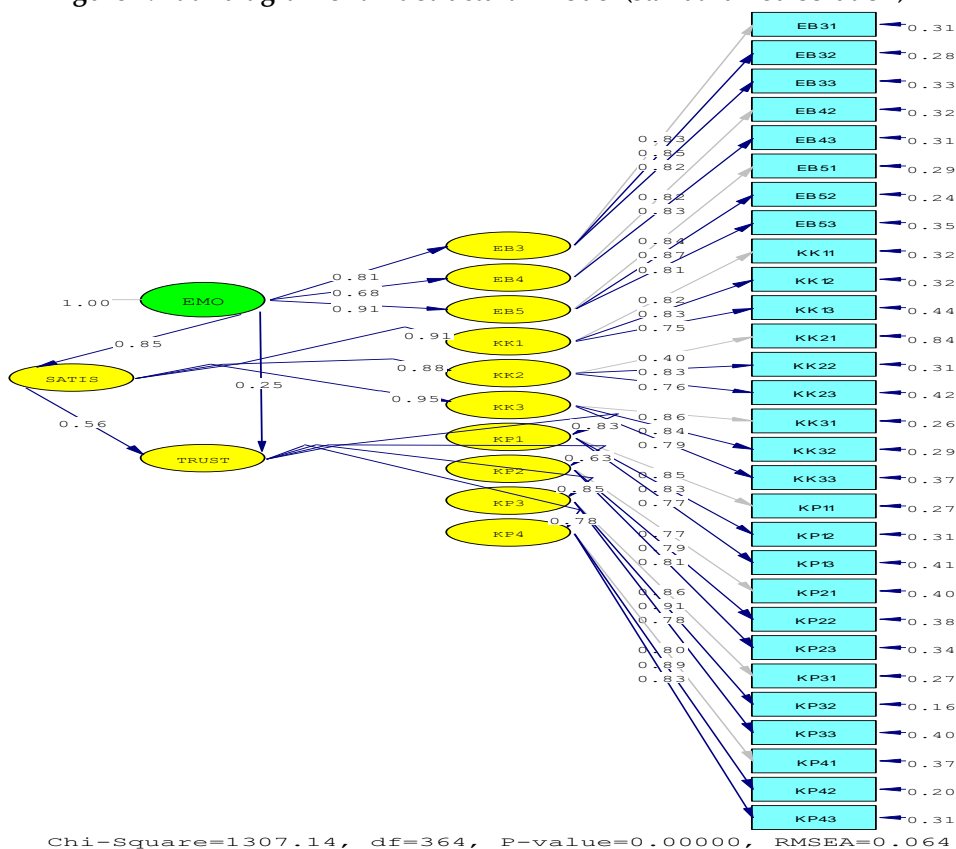 EB31 0.31
EB32 0.28
EB33 0.33
EB42 0.32
EB43 0.31
0.83
0.85
0.82
EB51 0.29
EB52 0.24
0.82
0.83
EB53 0.35
0.84
0.87
0.81
EB3
KK11 0.32
EB4
0.81
0.68
0.91
KK12 0.32
1.00
EMO
EB5
0.82
0.83
0.75
KK13 0.44
0.85
0.91
KK1
KK21 0.84
SATIS
0.88
KK2
0.40
0.83
0.76
KK22 0.31
0.25
KK23 0.42
0.95
KK3
0.56
0.83
0.86
0.84
0.79
KK31 0.26
KP1
KK32 0.29
TRUST
KP2
0.63
0.85
0.83
0.77
KK33 0.37
0.85
KP3
KP11 0.27
KP4
0.78
0.77
0.79
0.81
KP12 0.31
KP13 0.41
0.86
0.91
0.78
KP21 0.40
KP22 0.38
0.80
0.89
0.83
KP23 0.34
KP31 0.27
KP32 0.16
KP33 0.40
KP41 0.37
KP42 0.20
KP43 0.31
Chi-Square=1307.14, df=364, P-value=0.00000, RMSEA=0.064